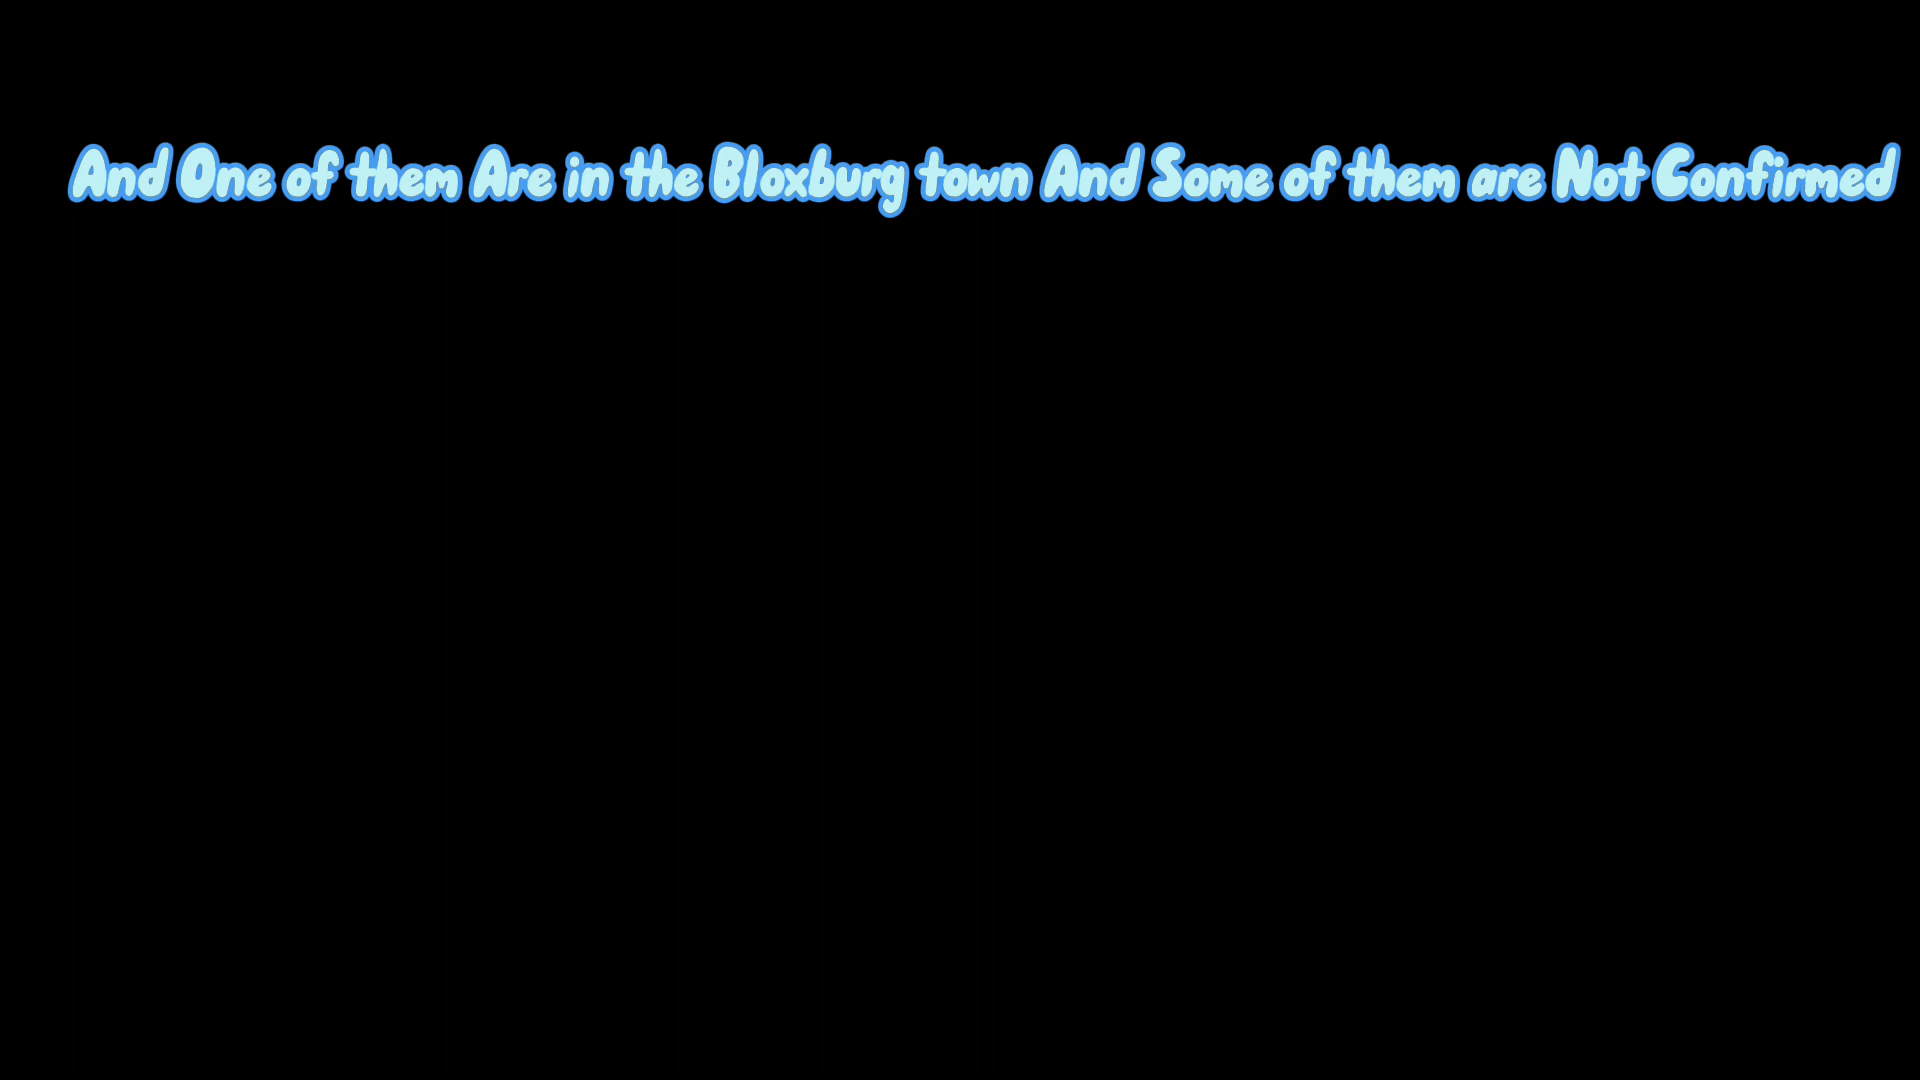 And One of them Are in the Bloxburg town And Some of them are Not Confirmed